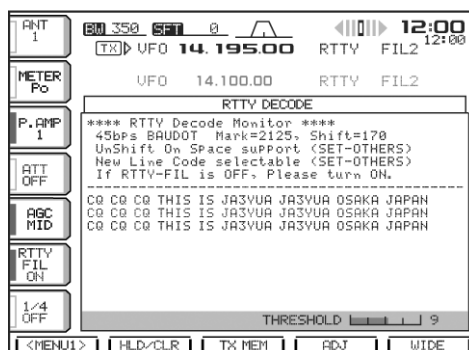 ANT
1
BW 350 SFT 0 12:00
TX VFO 14.195.00 RTTY FIL2 12:00
METER
Po
VFO 14.100.00 RTTY FIL2
RTTY DECODE
P.AMP
1
**** RTTY Decode Monitor ****
45bps BAUDOT Mark=2125, Shift=170
UnShift On SPace suPPort (SET-OTHERS)
New Line Code selectable (SET-OTHERS)
If RTTY-FIL is OFF, Please turn ON.
ATT
OFF
--------------------------------------------------
CQ CQ CQ THIS IS JA3YUA JA3YUA OSAKA JAPAN
CQ CQ CQ THIS IS JA3YUA JA3YUA OSAKA JAPAN
CQ CQ CQ THIS IS JA3YUA JA3YUA OSAKA JAPAN
AGC
MID
RTTY
FIL
ON
1/4
OFF
THRESHOLD 9
<MENU1> HLD/CLR TX MEM ADJ WIDE